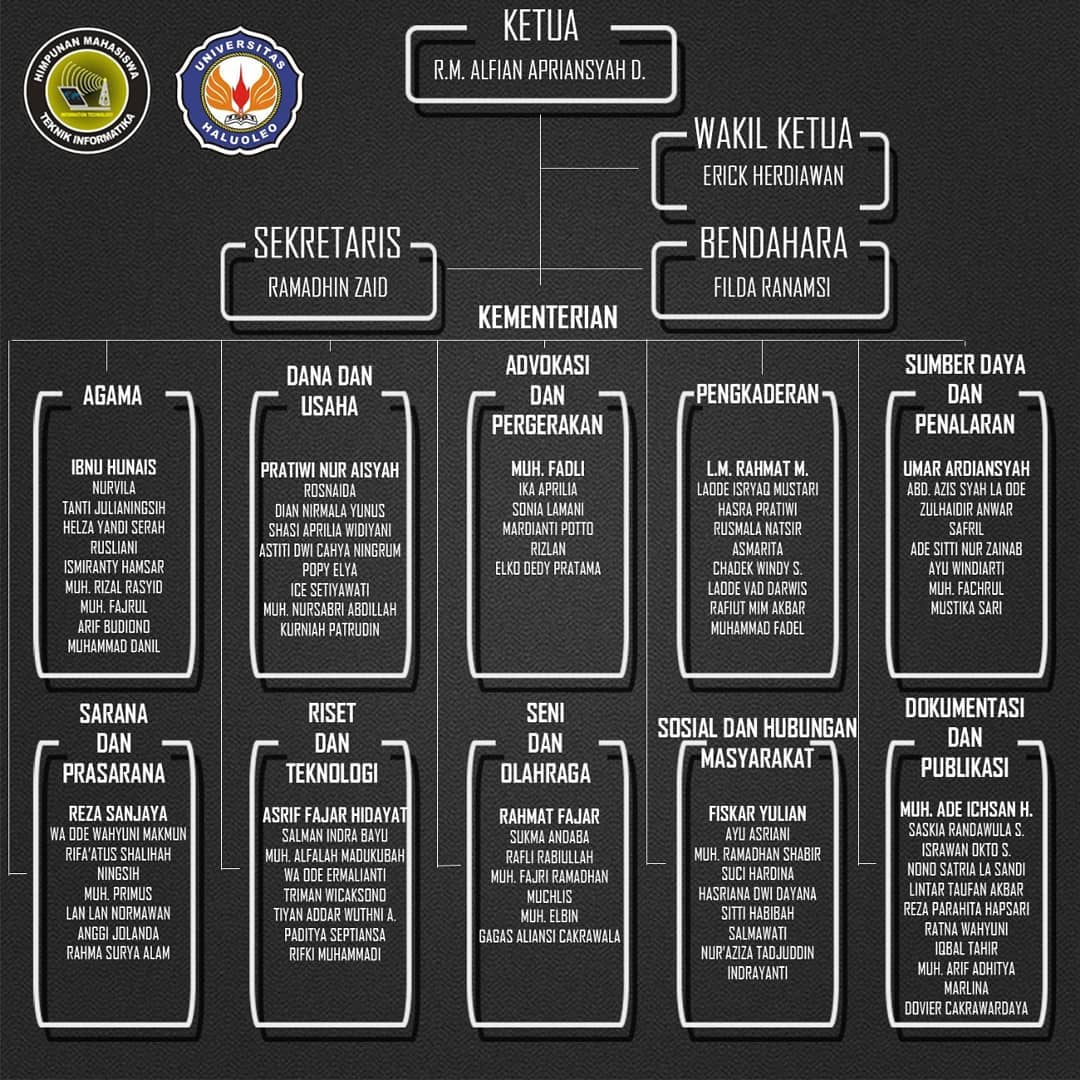 HIMPUNAN MAHASISWA
INFORMATION TECHNOLOGY
TEKNIK INFORMATIKA
UNIVERSITAS
HALUOLEO
KETUA
R.M. ALFIAN APRIANSYAH D.
WAKIL KETUA
ERICK HERDIAWAN
SEKRETARIS
RAMADHIN ZAID
BENDAHARA
FILDA RANAMSI
KEMENTERIAN
AGAMA
IBNU HUNAIS
NURVILA
TANTI JULIANINGSIH
HELZA YANDI SERAH
RUSLIANI
ISMIRANTY HAMSAR
MUH. RIZAL RASYID
MUH. FAJRUL
ARIF BUDIONO
MUHAMMAD DANIL
DANA DAN
USAHA
PRATIWI NUR AISYAH
ROSNAIDA
DIAN NIRMALA YUNUS
SHASI APRILIA WIDIYANI
ASTITI DWI CAHYA NINGRUM
POPY ELYA
ICE SETIYAWATI
MUH. NURSABRI ABDILLAH
KURNIAH PATRUDIN
ADVOKASI
DAN
PERGERAKAN
MUH. FADLI
IKA APRILIA
SONIA LAMANI
MARDIANTI POTTO
RIZLAN
ELKO DEDY PRATAMA
PENGKADERAN
L.M. RAHMAT M.
LAODE ISRYAQ MUSTARI
HASRA PRATIWI
RUSMALA NATSIR
ASMARITA
CHADEK WINDY S.
LAODE VAD DARWIS
RAFIUT MIM AKBAR
MUHAMMAD FADEL
SUMBER DAYA
DAN
PENALARAN
UMAR ARDIANSYAH
ABD. AZIS SYAH LA ODE
ZULHAIDIR ANWAR
SAFRIL
ADE SITTI NUR ZAINAB
AYU WINDIARTI
MUH. FACHRUL
MUSTIKA SARI
SARANA
DAN
PRASARANA
REZA SANJAYA
WA ODE WAHYUNI MAKMUN
RIFA'ATUS SHALIHAH
NINGSIH
MUH. PRIMUS
LAN LAN NORMAWAN
ANGGI JOLANDA
RAHMA SURYA ALAM
RISET
DAN
TEKNOLOGI
ASRIF FAJAR HIDAYAT
SALMAN INDRA BAYU
MUH. ALFALAH MADUKUBAH
WA ODE ERMALIANTI
TRIMAN WICAKSONO
TIYAN ADDAR WUTHNI A.
PADITYA SEPTIANSA
RIFKI MUHAMMADI
SENI
DAN
OLAHRAGA
RAHMAT FAJAR
SUKMA ANDABA
RAFLI RABIULLAH
MUH. FAJRI RAMADHAN
MUCHLIS
MUH. ELBIN
GAGAS ALIANSI CAKRAWALA
SOSIAL DAN HUBUNGAN
MASYARAKAT
FISKAR YULIAN
AYU ASRIANI
MUH. RAMADHAN SHABIR
SUCI HARDINA
HASRIANA DWI DAYANA
SITTI HABIBAH
SALMAWATI
NUR'AZIZA TADJUDDIN
INDRAYANTI
DOKUMENTASI
DAN
PUBLIKASI
MUH. ADE ICHSAN H.
SASKIA RANDAWULA S.
ISRAWAN OKTO S.
NONO SATRIA LA SANDI
LINTAR TAUFAN AKBAR
REZA PARAHITA HAPSARI
RATNA WAHYUNI
IQBAL TAHIR
MUH. ARIF ADHITYA
MARLINA
DOVIER CAKRAWARDAYA